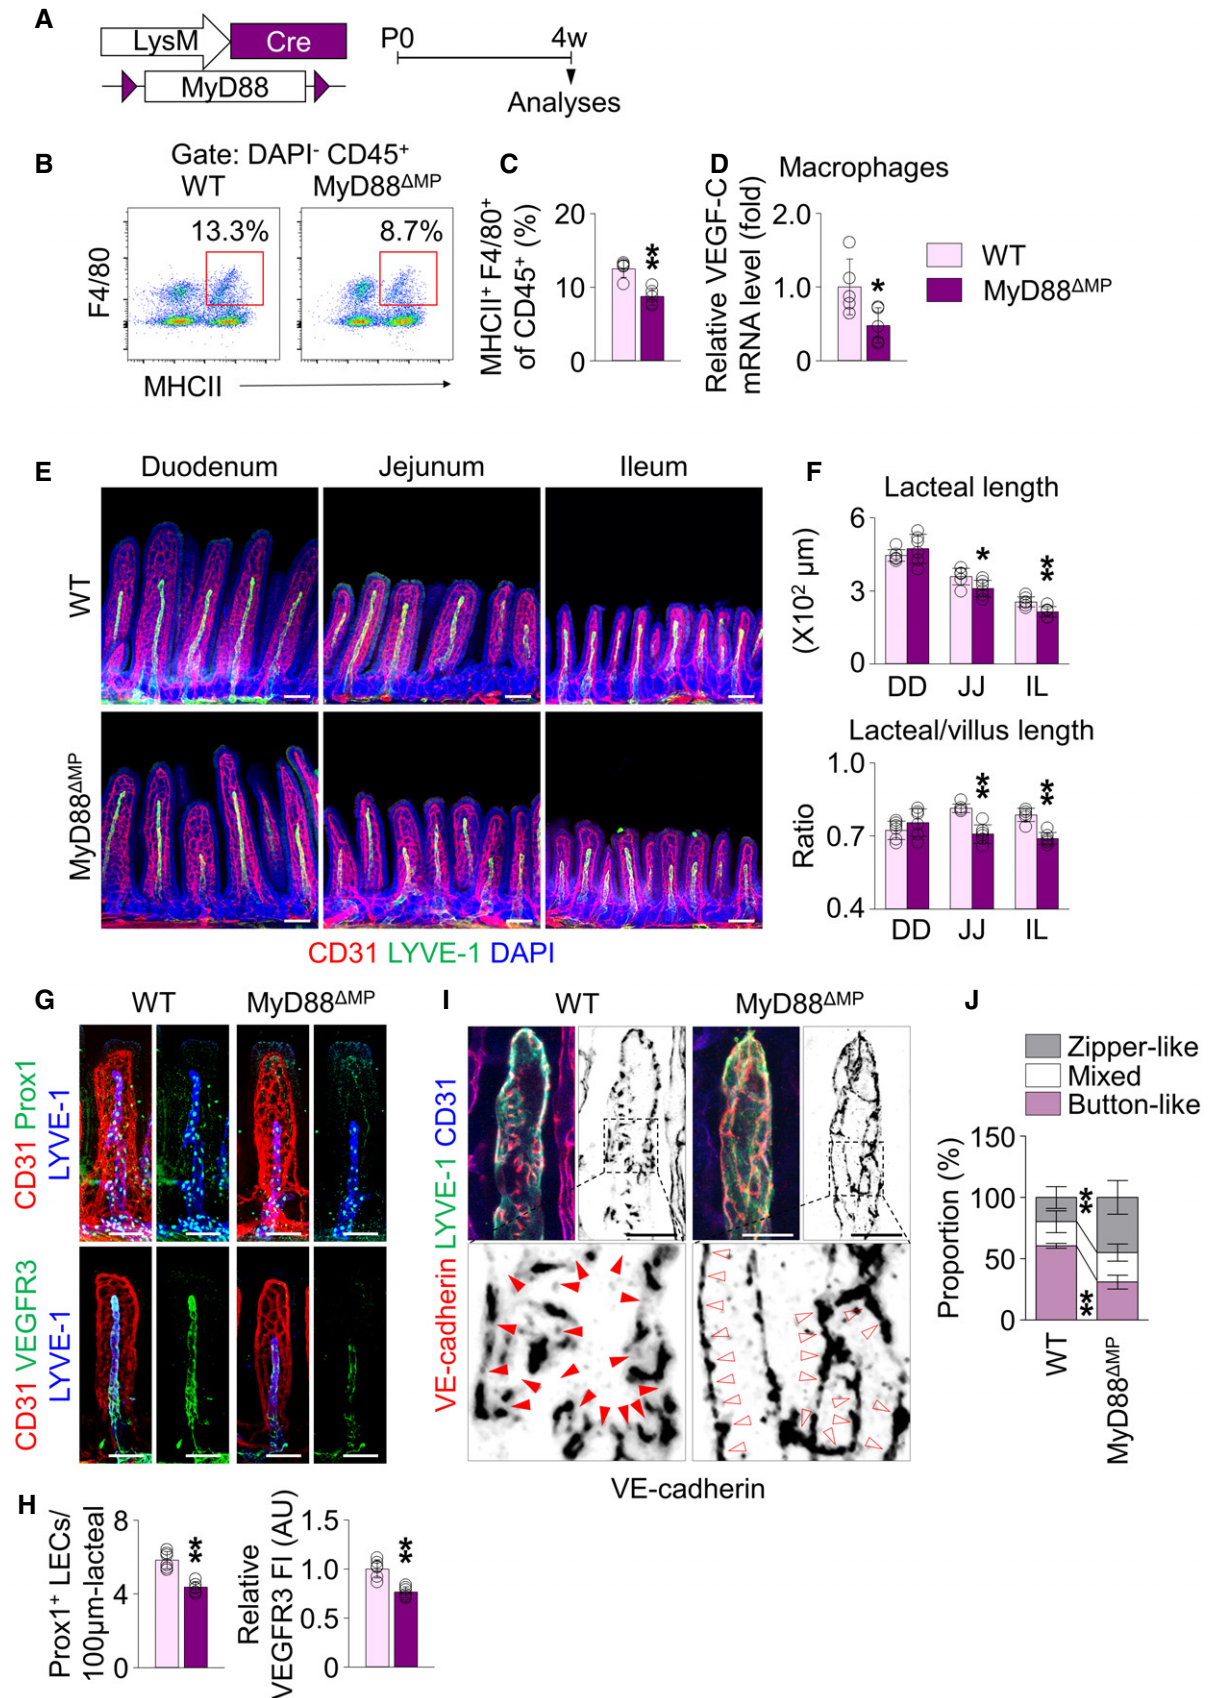 A
LysM Cre
MyD88
P0 4w
Analyses
B
Gate: DAPI⁻ CD45⁺
WT MyD88ΔMP
13.3% 8.7%
F4/80
MHCII
C
MHCII⁺ F4/80⁺
of CD45⁺ (%)
20
10
0
**
D
Macrophages
Relative VEGF-C
mRNA level (fold)
2.0
1.0
0
*
WT
MyD88ΔMP
E
Duodenum Jejunum Ileum
WT
MyD88ΔMP
CD31 LYVE-1 DAPI
F
Lacteal length
(X10² µm)
6
3
0
* **
DD JJ IL
Lacteal/villus length
Ratio
1.0
0.7
0.4
** **
DD JJ IL
G
WT MyD88ΔMP
CD31 Prox1
LYVE-1
CD31 VEGFR3
LYVE-1
H
Prox1⁺ LECs/
100µm-lacteal
8
4
0
**
Relative
VEGFR3 FI (AU)
1.5
1.0
0.5
0
**
I
WT MyD88ΔMP
VE-cadherin LYVE-1 CD31
VE-cadherin
J
Zipper-like
Mixed
Button-like
Proportion (%)
150
100
50
0
**
**
WT
MyD88ΔMP